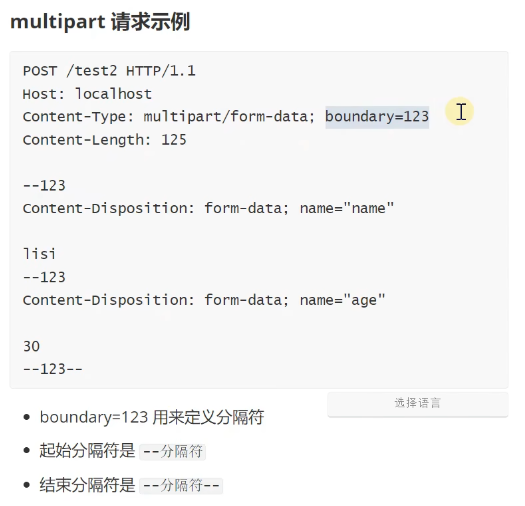 multipart 请求示例
POST /test2 HTTP/1.1
Host: localhost
Content-Type: multipart/form-data; boundary=123
Content-Length: 125
--123
Content-Disposition: form-data; name="name"
lisi
--123
Content-Disposition: form-data; name="age"
30
--123--
选择语言
boundary=123 用来定义分隔符
起始分隔符是 --分隔符
结束分隔符是 --分隔符--